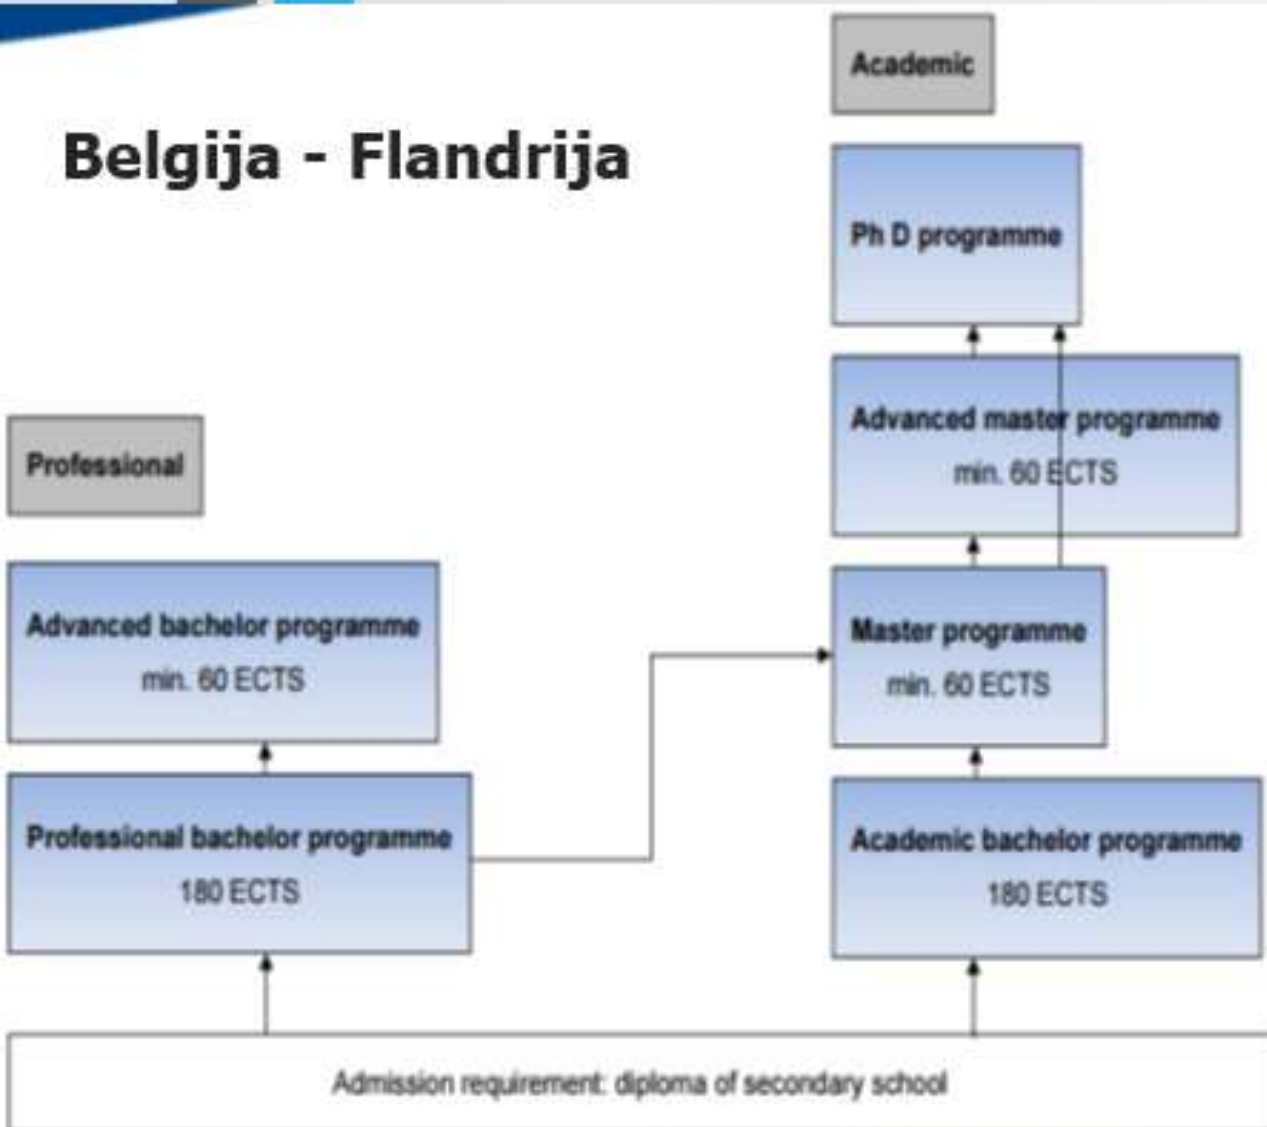 Belgija - Flandrija
Academic
Ph D programme
Advanced master programme
min. 60 ECTS
Professional
Advanced bachelor programme
min. 60 ECTS
Master programme
min. 60 ECTS
Professional bachelor programme
180 ECTS
Academic bachelor programme
180 ECTS
Admission requirement: diploma of secondary school